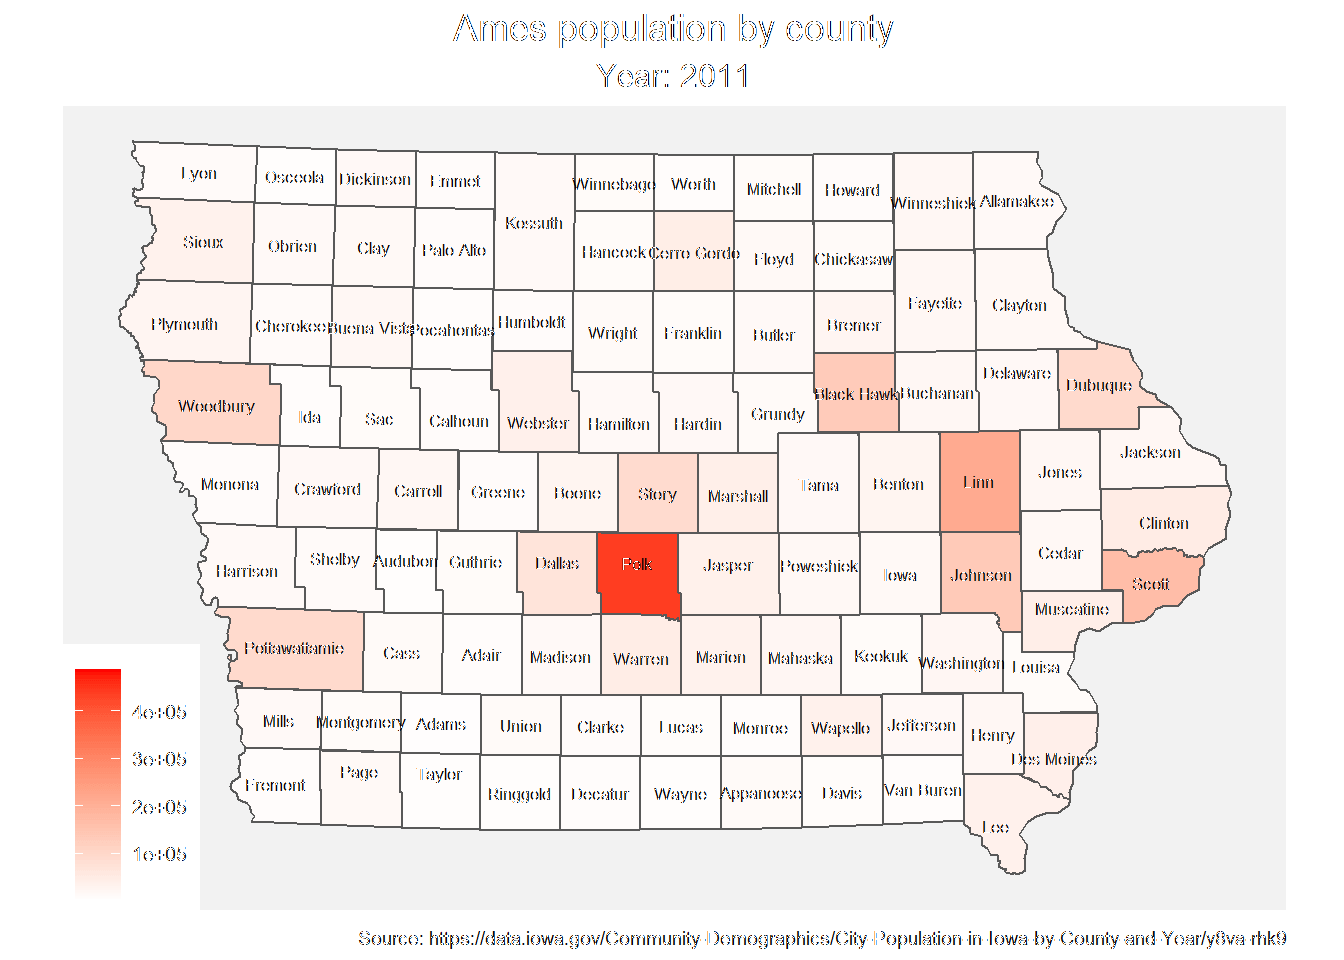 Ames population by county
Year: 2011
Lyon Osceola Dickinson Emmet Winnebago Worth Mitchell Howard
Kossuth Winneshiek Allamakee
Sioux Obrien Clay Palo Alto Hancock Cerro Gordo Floyd Chickasaw
Plymouth Cherokee Buena Vista Pocahontas Humboldt Wright Franklin Butler Bremer Fayette Clayton
Woodbury Ida Sac Calhoun Webster Hamilton Hardin Grundy Black Hawk Buchanan Delaware Dubuque
Monona Crawford Carroll Greene Boone Story Marshall Tama Benton Linn Jones Jackson
Clinton
Harrison Shelby Audubon Guthrie Dallas Polk Jasper Poweshiek Iowa Johnson Cedar Scott
Muscatine
Pottawattamie Cass Adair Madison Warren Marion Mahaska Keokuk Washington Louisa
Mills Montgomery Adams Union Clarke Lucas Monroe Wapello Jefferson Henry Des Moines
Fremont Page Taylor Ringgold Decatur Wayne Appanoose Davis Van Buren Lee
4e+05
3e+05
2e+05
1e+05
Source: https://data.iowa.gov/Community-Demographics/City-Population-in-Iowa-by-County-and-Year/y8va-rhk9